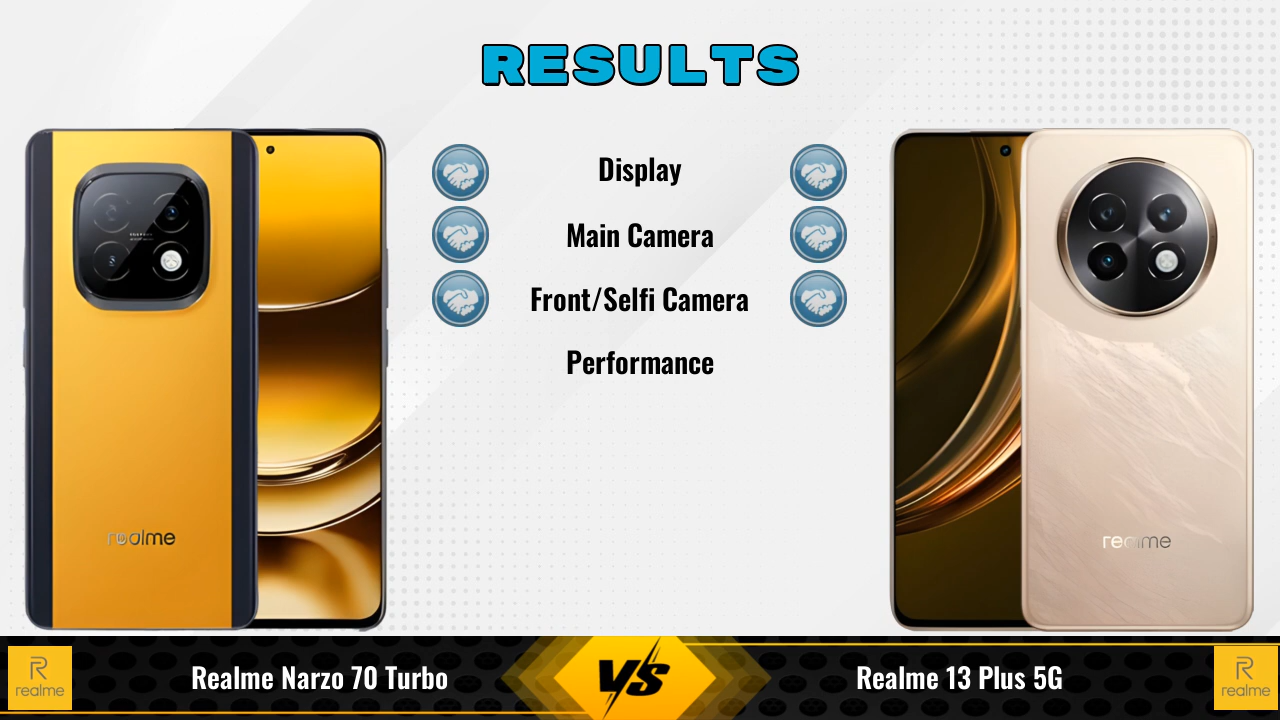 RESULTS
Display
Main Camera
Front/Selfi Camera
Performance
realme
realme
R
realme
Realme Narzo 70 Turbo
VS
Realme 13 Plus 5G
R
realme